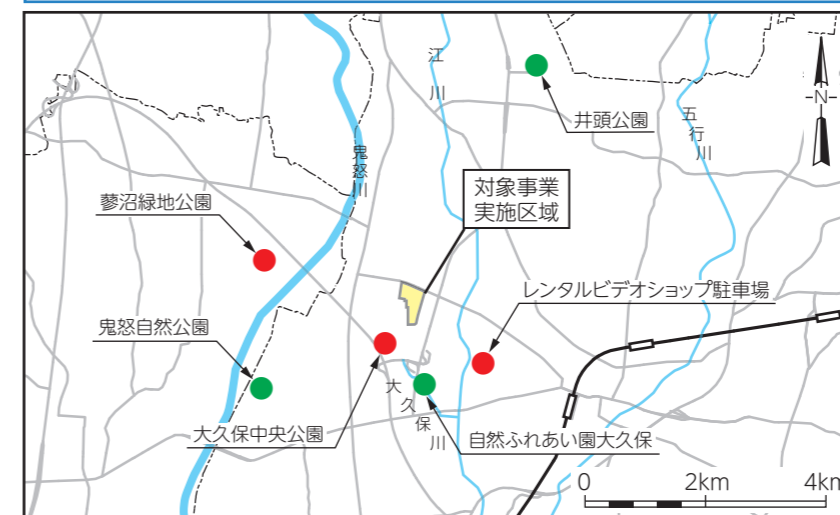 江川
井頭公園
五行川
N
鬼怒川
対象事業
実施区域
蓼沼緑地公園
レンタルビデオショップ駐車場
鬼怒自然公園
大久保川
大久保中央公園
自然ふれあい園大久保
0 2km 4km